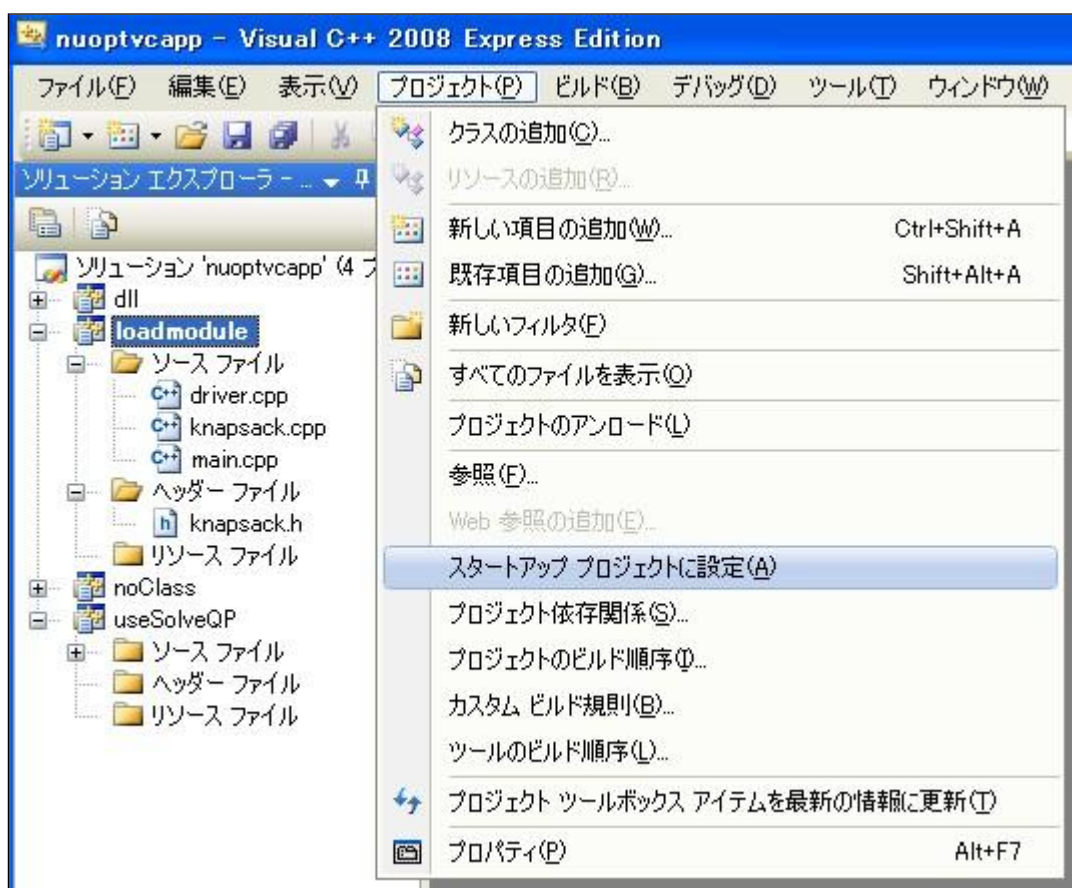 nuoptvcapp - Visual C++ 2008 Express Edition
ファイル(F) 編集(E) 表示(V) プロジェクト(P) ビルド(B) デバッグ(D) ツール(T) ウィンドウ(W)
ソリューション エクスプローラ - ...
ソリューション 'nuoptvcapp' (4 プ
dll
loadmodule
ソース ファイル
driver.cpp
knapsack.cpp
main.cpp
ヘッダー ファイル
knapsack.h
リソース ファイル
noClass
useSolveQP
ソース ファイル
ヘッダー ファイル
リソース ファイル
クラスの追加(C)...
リソースの追加(R)...
新しい項目の追加(W)... Ctrl+Shift+A
既存項目の追加(G)... Shift+Alt+A
新しいフィルタ(F)
すべてのファイルを表示(O)
プロジェクトのアンロード(L)
参照(F)...
Web 参照の追加(E)...
スタートアップ プロジェクトに設定(A)
プロジェクト依存関係(S)...
プロジェクトのビルド順序(I)...
カスタム ビルド規則(B)...
ツールのビルド順序(L)...
プロジェクト ツールボックス アイテムを最新の情報に更新(T)
プロパティ(P) Alt+F7